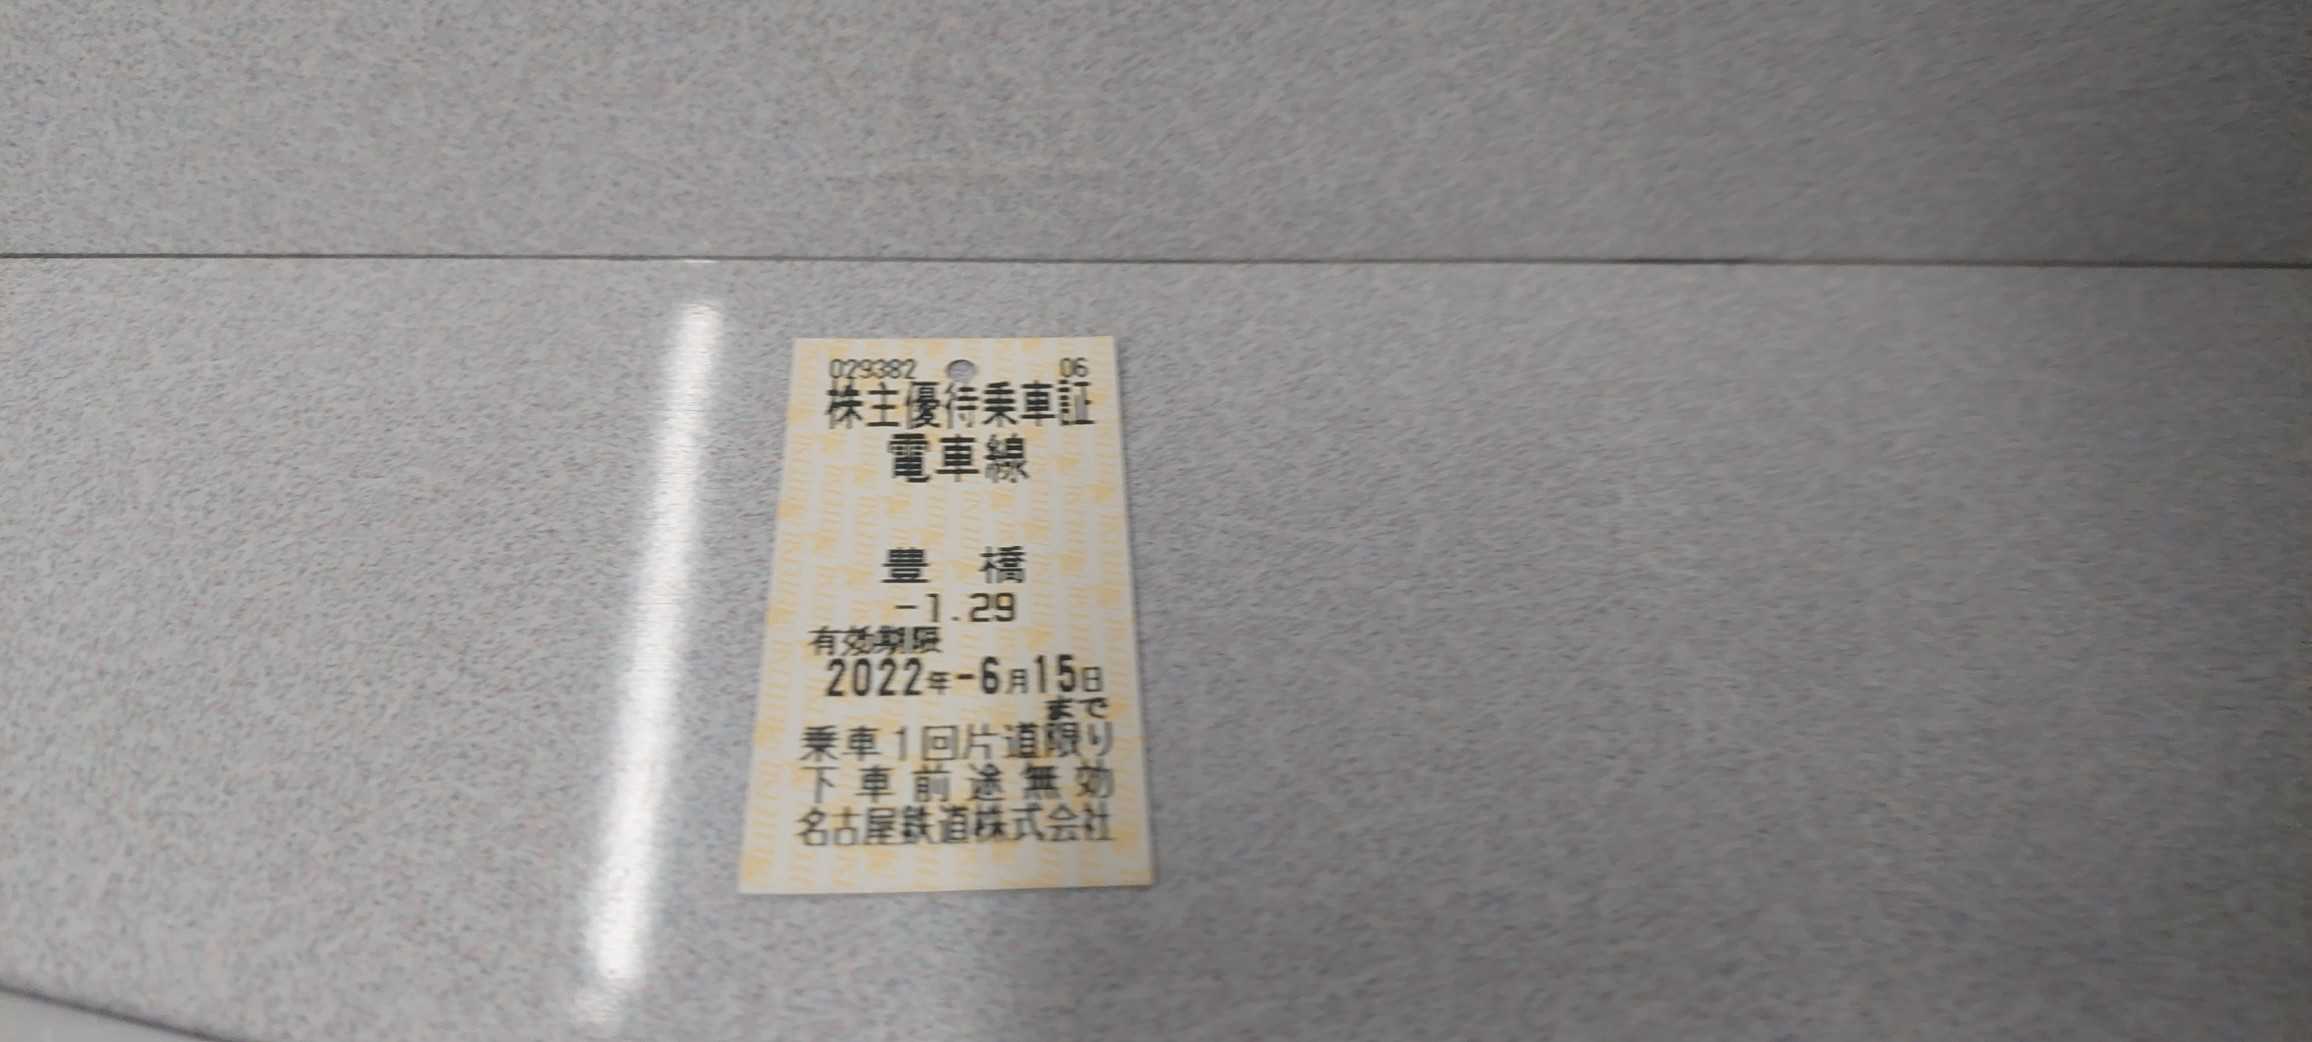 029382 06
株主優待乗車証
電車線
豊 橋
-1.29
有効期限
2022年-6月15日
まで
乗車1回片道限り
下車前途無効
名古屋鉄道株式会社